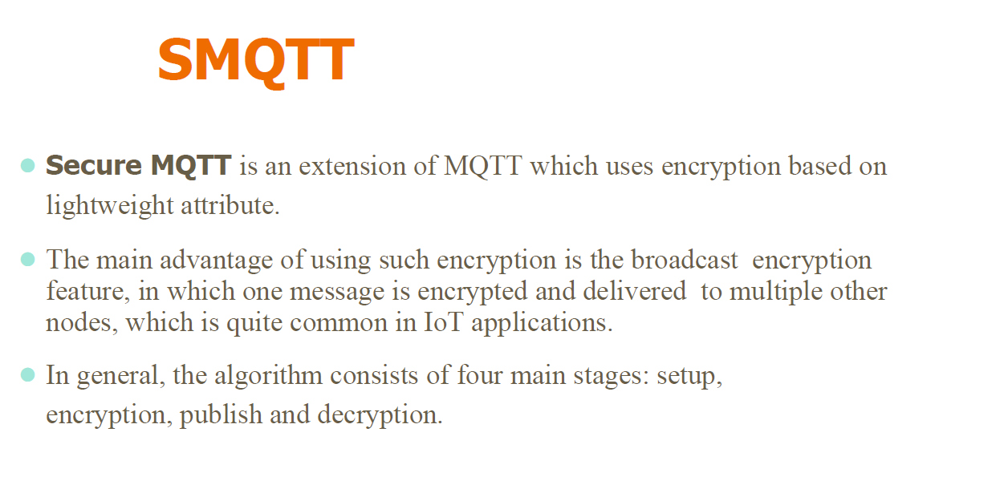 SMQTT
Secure MQTT is an extension of MQTT which uses encryption based on
lightweight attribute.
The main advantage of using such encryption is the broadcast encryption
feature, in which one message is encrypted and delivered to multiple other
nodes, which is quite common in IoT applications.
In general, the algorithm consists of four main stages: setup,
encryption, publish and decryption.